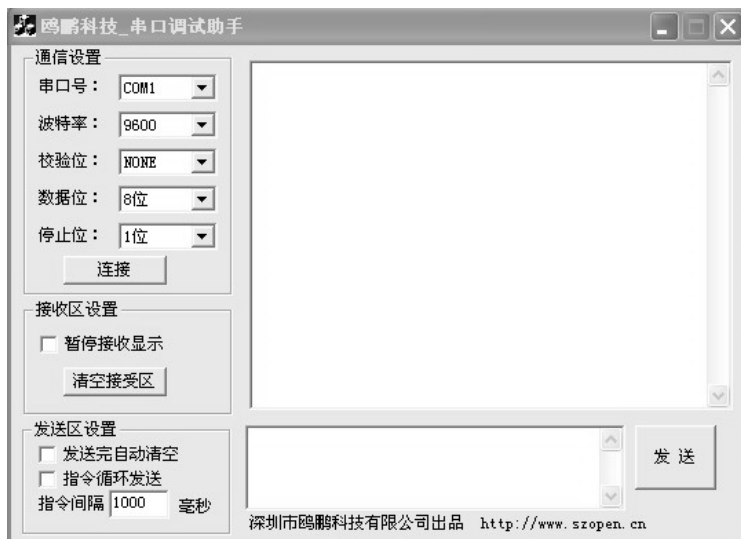 鸥鹏科技_串口调试助手
通信设置
串口号： COM1
波特率： 9600
校验位： NONE
数据位： 8位
停止位： 1位
连接
接收区设置
暂停接收显示
清空接受区
发送区设置
发送完自动清空
指令循环发送
指令间隔 1000 毫秒
发 送
深圳市鸥鹏科技有限公司出品 http://www.szopen.cn